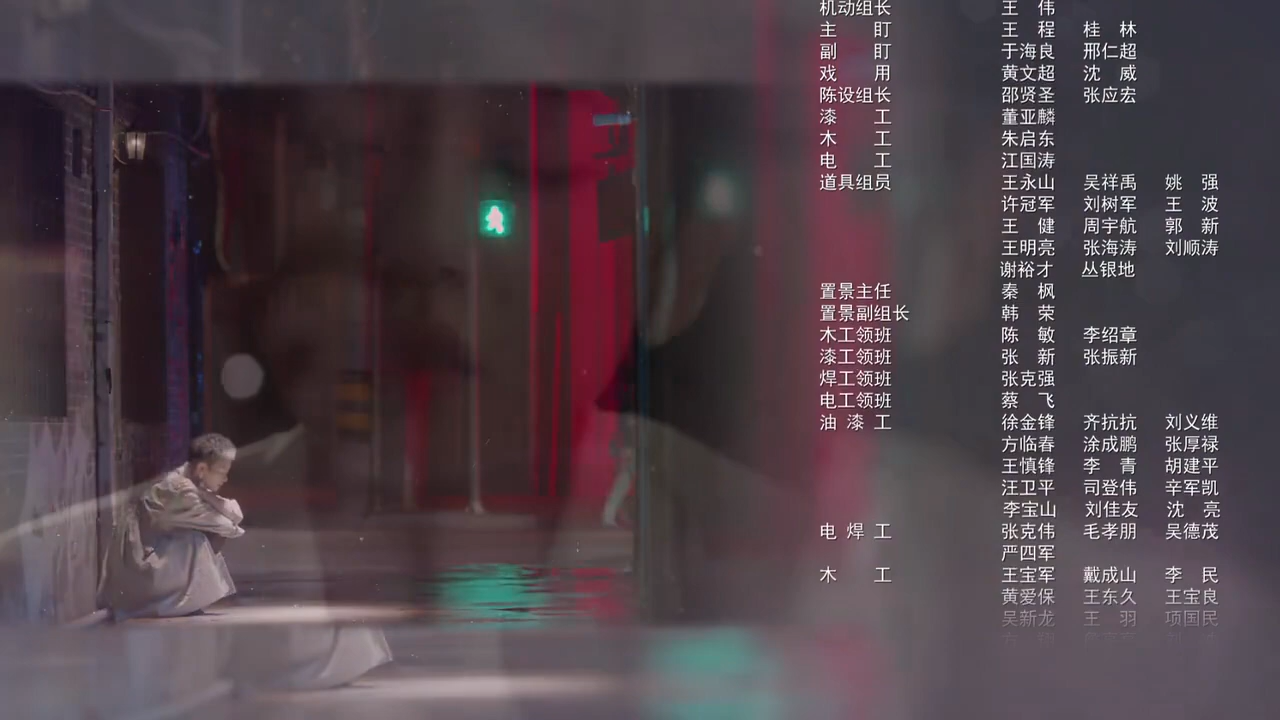 机动组长 王 伟
主 盯 王 程 桂 林
副 盯 于海良 邢仁超
戏 用 黄文超 沈 威
陈设组长 邵贤圣 张应宏
漆 工 董亚麟
木 工 朱启东
电 工 江国涛
道具组员 王永山 吴祥禹 姚 强
许冠军 刘树军 王 波
王 健 周宇航 郭 新
王明亮 张海涛 刘顺涛
谢裕才 丛银地
置景主任 秦 枫
置景副组长 韩 荣
木工领班 陈 敏 李绍章
漆工领班 张 新 张振新
焊工领班 张克强
电工领班 蔡 飞
油 漆 工 徐金锋 齐抗抗 刘义维
方临春 涂成鹏 张厚禄
王慎锋 李 青 胡建平
汪卫平 司登伟 辛军凯
李宝山 刘佳友 沈 亮
电 焊 工 张克伟 毛孝朋 吴德茂
严四军
木 工 王宝军 戴成山 李 民
黄爱保 王东久 王宝良
吴新龙 王 羽 项国民